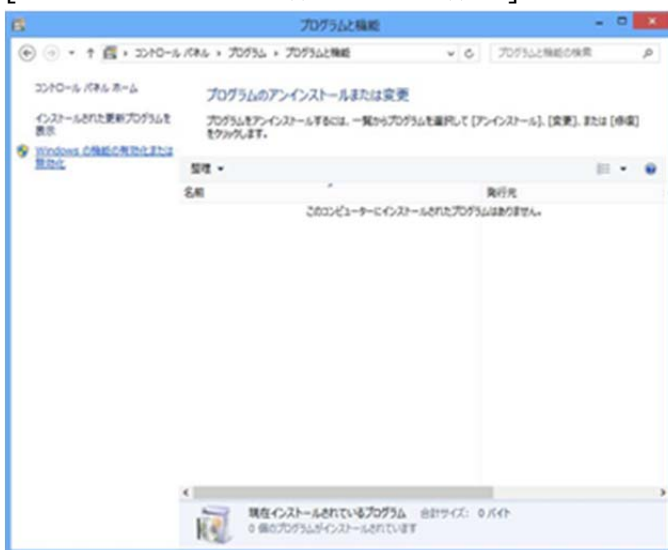 プログラムと機能
コントロール パネル ▸ プログラム ▸ プログラムと機能
プログラムと機能の検索
コントロール パネル ホーム
インストールされた更新プログラムを
表示
Windows の機能の有効化または
無効化
プログラムのアンインストールまたは変更
プログラムをアンインストールするには、一覧からプログラムを選択して [アンインストール]、[変更]、または [修復]
をクリックします。
整理
名前 発行元
このコンピューターにインストールされたプログラムはありません。
現在インストールされているプログラム 合計サイズ: 0 バイト
0 個のプログラムがインストールされています